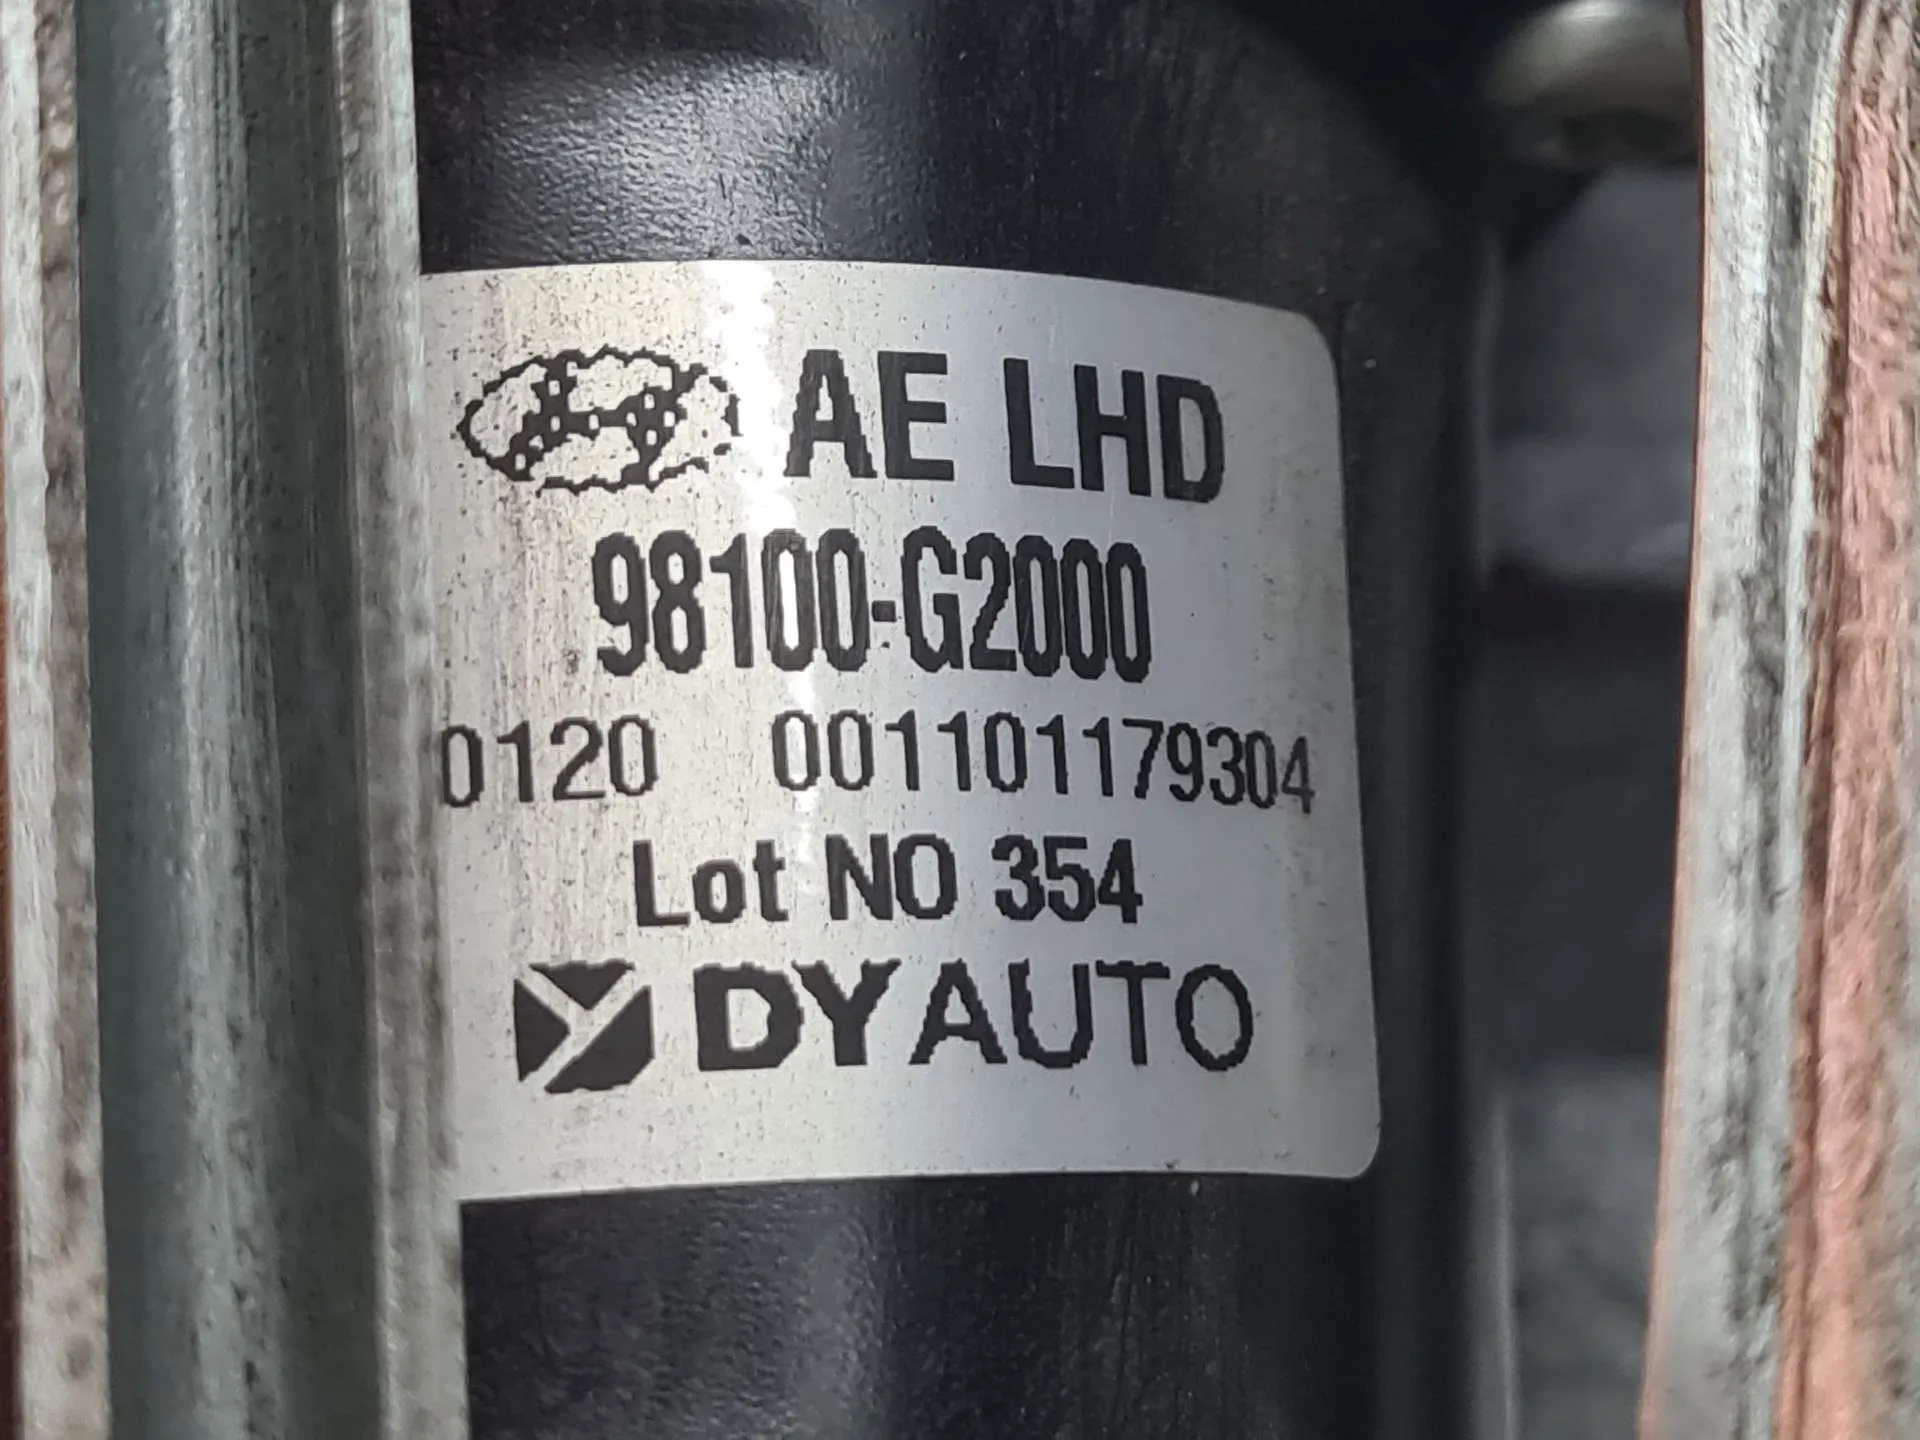 AE LHD
98100-G2000
0120 001101179304
Lot NO 354
DYAUTO